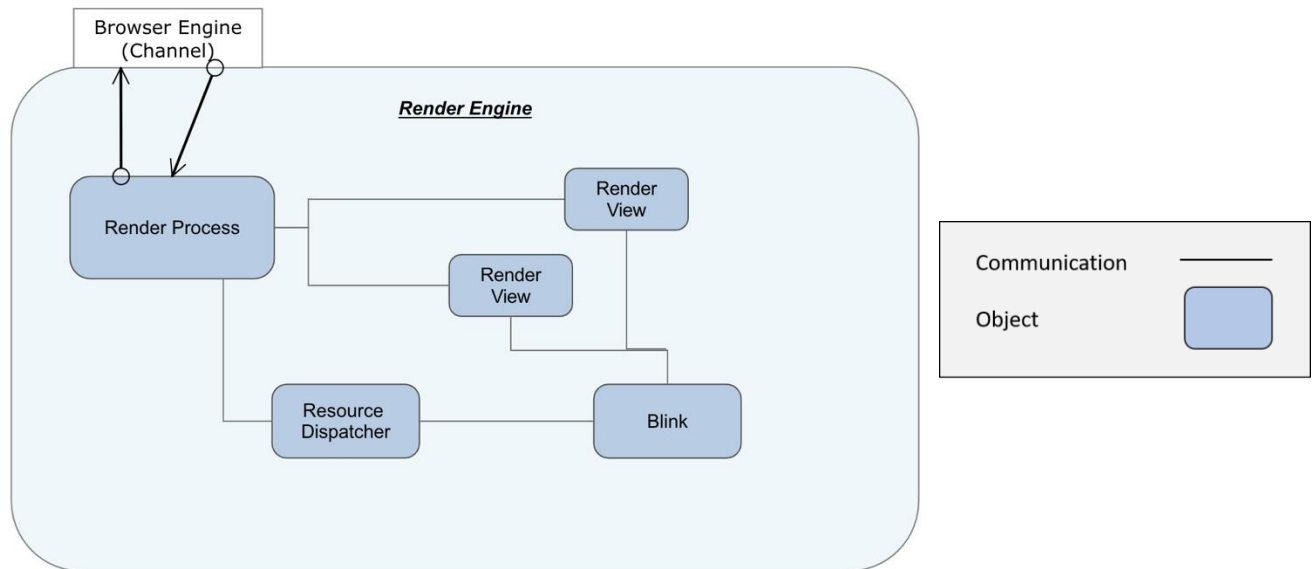 Browser Engine
(Channel)
Render Engine
Render Process
Render
View
Render
View
Resource
Dispatcher
Blink
Communication
Object